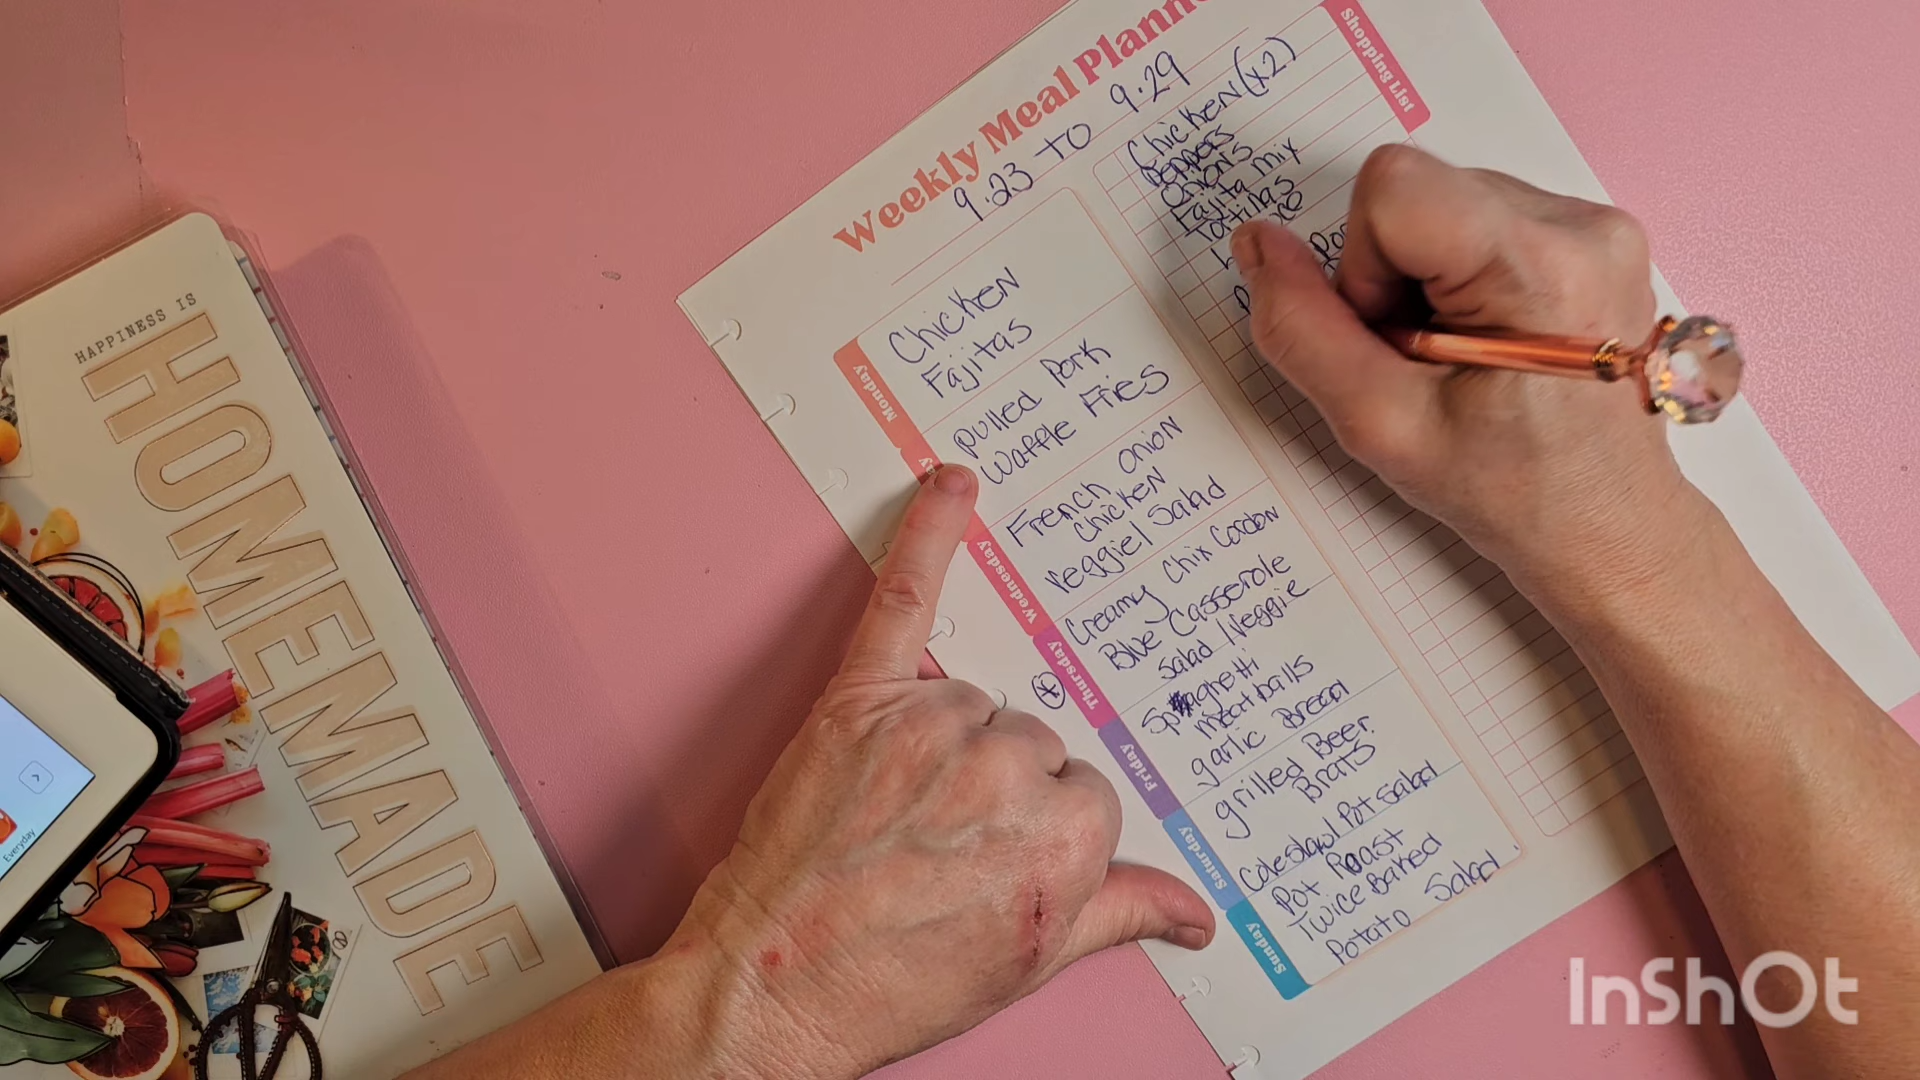 HAPPINESS IS
HOMEMADE
Everyday
Weekly Meal Plann
9.23 to 9.29
Monday
Chicken
Fajitas
Pulled Pork
Waffle Fries
Wednesday
French Onion
Chicken
Veggie/ Salad
Thursday
Creamy Chix Cordon
Blue Casserole
Salad /Veggie
Friday
Spaghetti
meatballs
garlic Bread
Saturday
grilled Beer
Brats
Coleslaw/ Pot Salad
Sunday
Pot Roast
Twice Baked
Potato Salad
Shopping List
Chicken (x2)
Peppers
Onions
Fajita mix
Tortillas
InShOt